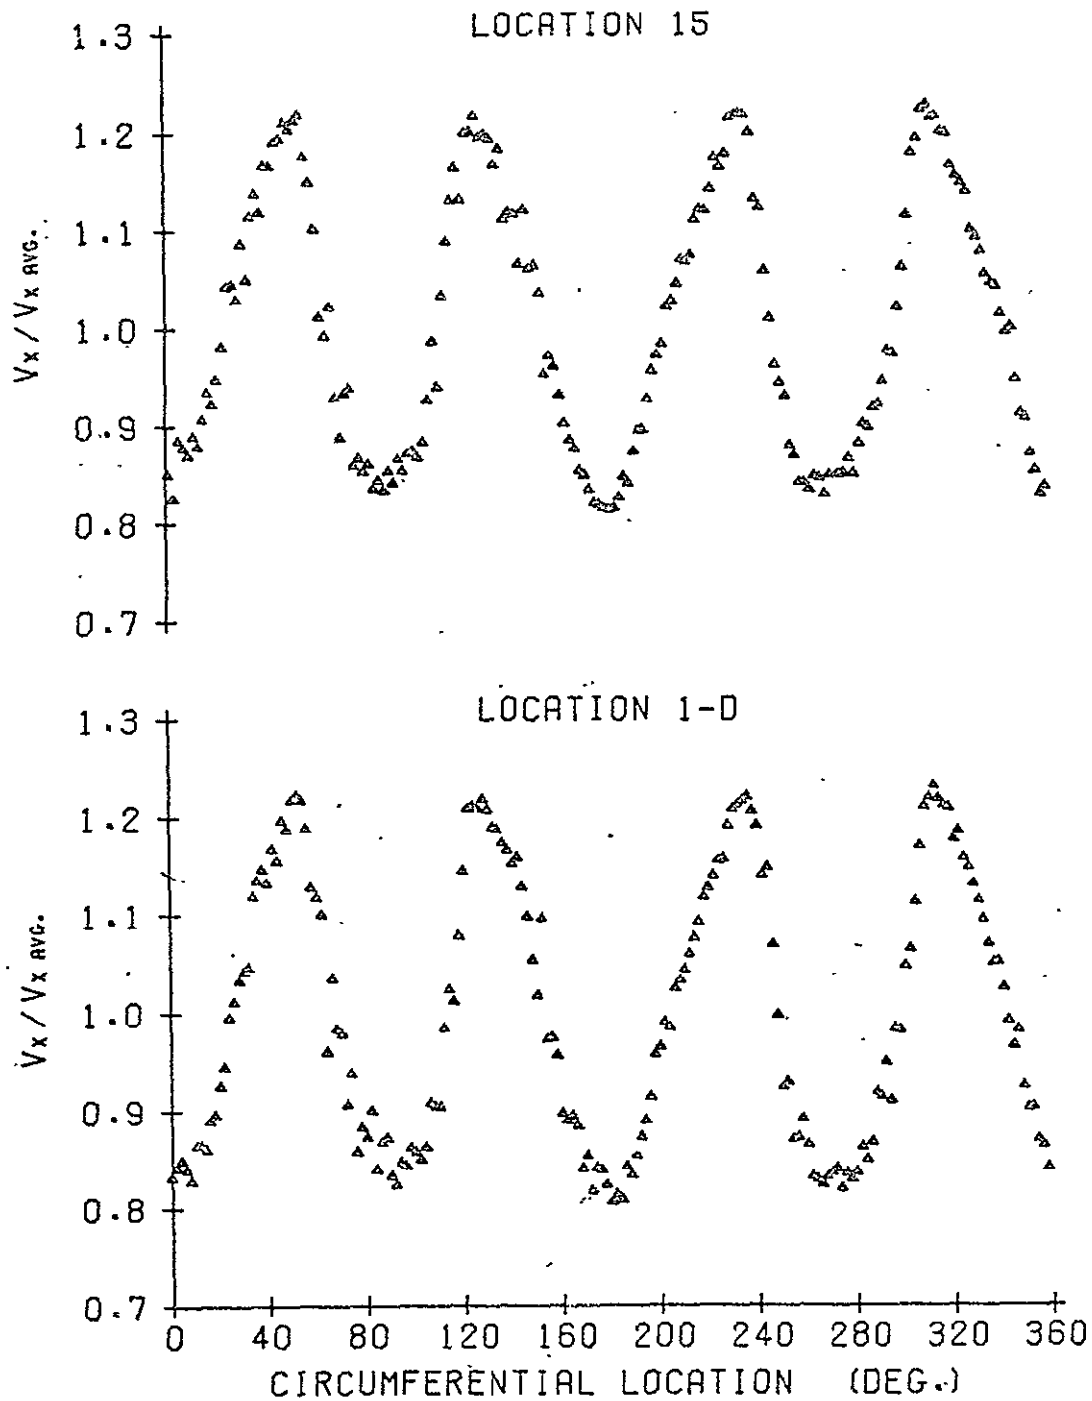 LOCATION 15
1.3
1.2
1.1
1.0
0.9
0.8
0.7
Vx / Vx AVG.
LOCATION 1-D
1.3
1.2
1.1
1.0
0.9
0.8
0.7
Vx / Vx AVG.
0 40 80 120 160 200 240 280 320 360
CIRCUMFERENTIAL LOCATION (DEG.)